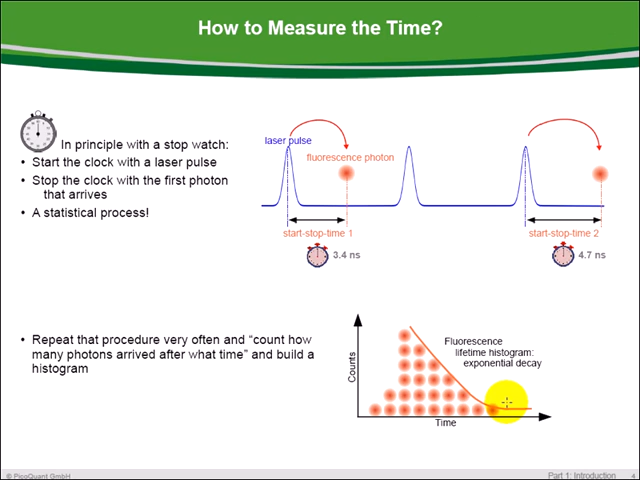 How to Measure the Time?
In principle with a stop watch:
• Start the clock with a laser pulse
• Stop the clock with the first photon
that arrives
• A statistical process!
laser pulse
fluorescence photon
start-stop-time 1
3.4 ns
start-stop-time 2
4.7 ns
• Repeat that procedure very often and “count how
many photons arrived after what time” and build a
histogram
Fluorescence
lifetime histogram:
exponential decay
Counts
Time
© PicoQuant GmbH
Part 1: Introduction
4